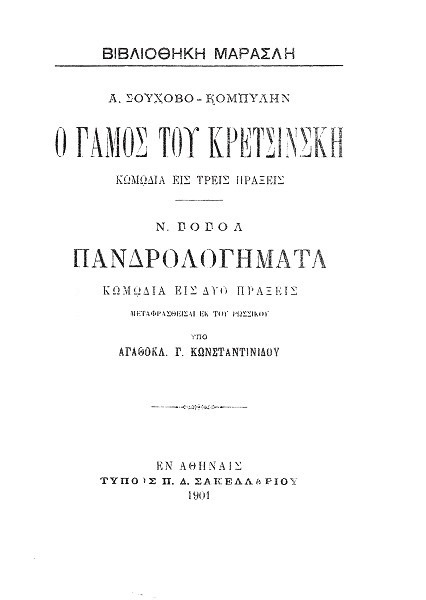 ΒΙΒΛΙΟΘΗΚΗ ΜΑΡΑΣΛΗ
Α. ΣΟΥΧΟΒΟ-ΚΟΜΠΥΛΗΝ
Ο ΓΑΜΟΣ ΤΟΥ ΚΡΕΤΣΙΝΣΚΗ
ΚΩΜΩΔΙΑ ΕΙΣ ΤΡΕΙΣ ΠΡΑΞΕΙΣ
Ν. ΓΟΓΟΛ
ΠΑΝΔΡΟΛΟΓΗΜΑΤΑ
ΚΩΜΩΔΙΑ ΕΙΣ ΔΥΟ ΠΡΑΞΕΙΣ
ΜΕΤΑΦΡΑΣΘΕΙΣΑΙ ΕΚ ΤΟΥ ΡΩΣΣΙΚΟΥ
ΥΠΟ
ΑΓΑΘΟΚΛ. Γ. ΚΩΝΣΤΑΝΤΙΝΙΔΟΥ
ΕΝ ΑΘΗΝΑΙΣ
ΤΥΠΟΙΣ Π. Δ. ΣΑΚΕΛΛΑΡΙΟΥ
1901